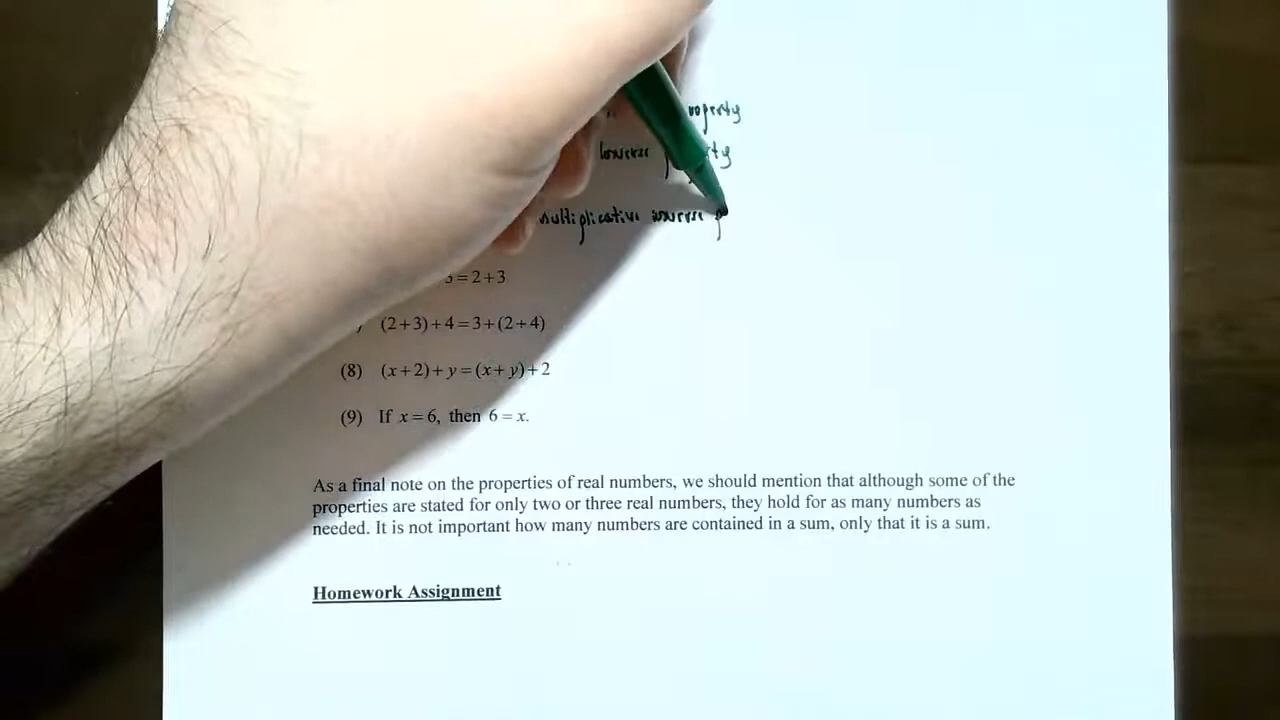 inverse
multiplicative inverse p
= 2 + 3
(2 + 3) + 4 = 3 + (2 + 4)
(8) (x + 2) + y = (x + y) + 2
(9) If x = 6, then 6 = x.
As a final note on the properties of real numbers, we should mention that although some of the
properties are stated for only two or three real numbers, they hold for as many numbers as
needed. It is not important how many numbers are contained in a sum, only that it is a sum.
Homework Assignment